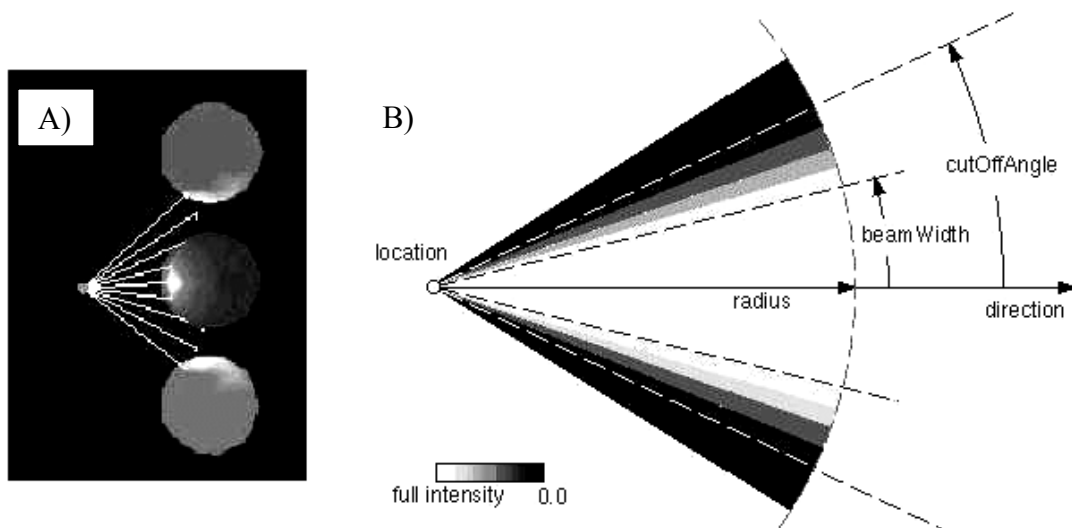 A)
B)
cutOffAngle
beamWidth
location
radius
direction
full intensity 0.0